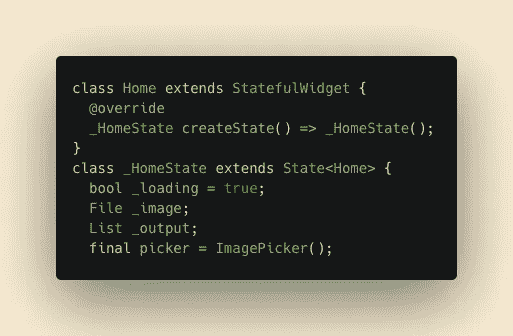 class Home extends StatefulWidget {
  @override
  _HomeState createState() => _HomeState();
}
class _HomeState extends State<Home> {
  bool _loading = true;
  File _image;
  List _output;
  final picker = ImagePicker();